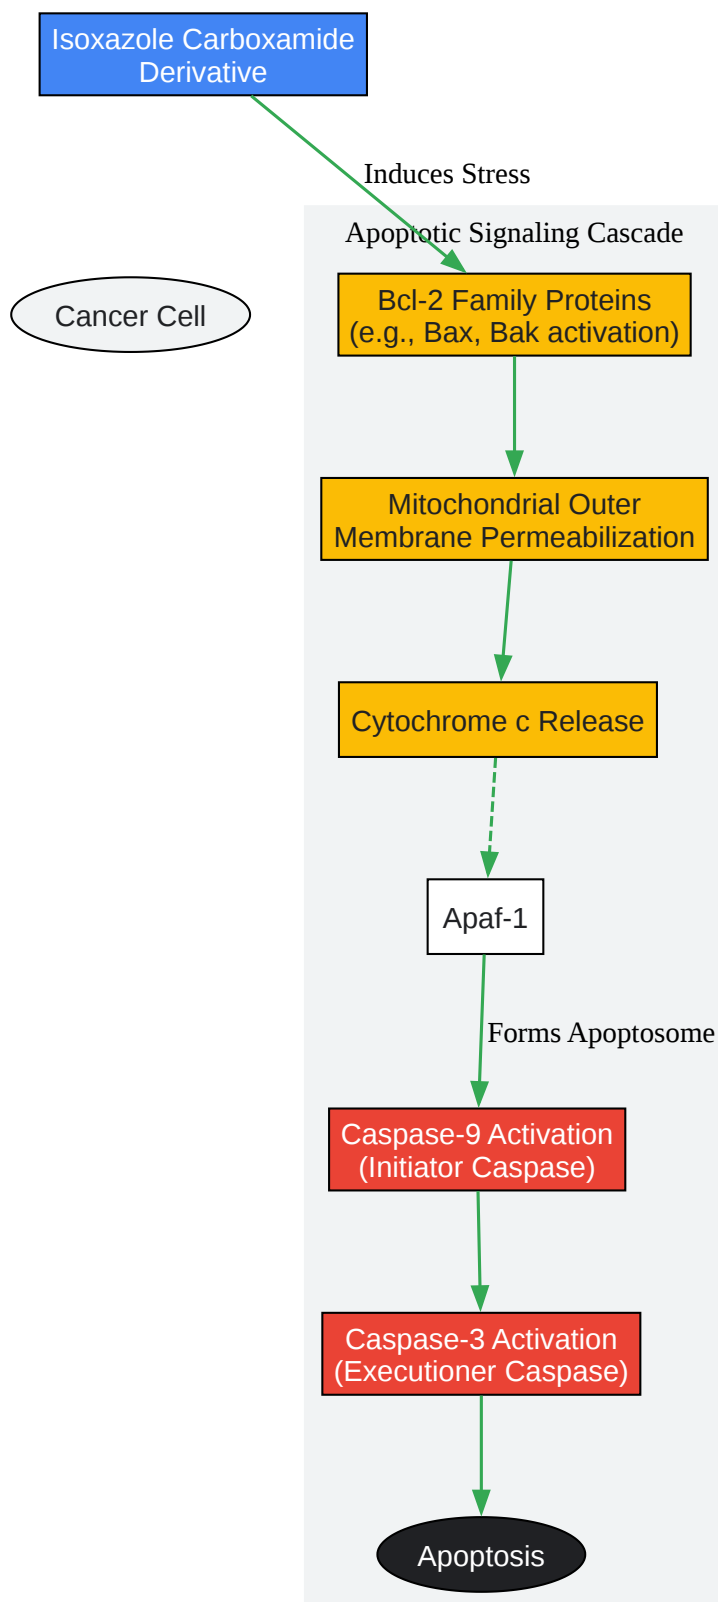 Isoxazole Carboxamide
Derivative
Induces Stress
Apoptotic Signaling Cascade
Cancer Cell
Bcl-2 Family Proteins
(e.g., Bax, Bak activation)
Mitochondrial Outer
Membrane Permeabilization
Cytochrome c Release
Apaf-1
Forms Apoptosome
Caspase-9 Activation
(Initiator Caspase)
Caspase-3 Activation
(Executioner Caspase)
Apoptosis